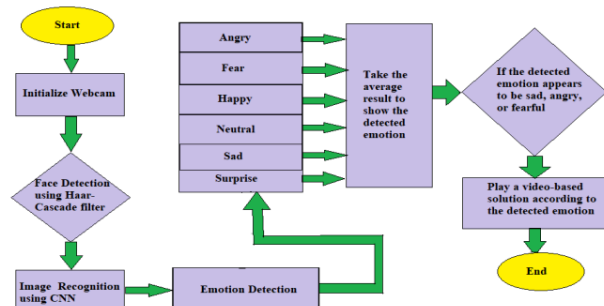 Start
Initialize Webcam
Face Detection
using Haar-
Cascade filter
Image Recognition
using CNN
Emotion Detection
Angry
Fear
Happy
Neutral
Sad
Surprise
Take the
average result to
show the detected
emotion
If the detected
emotion appears
to be sad, angry,
or fearful
Play a video-based
solution according to
the detected emotion
End